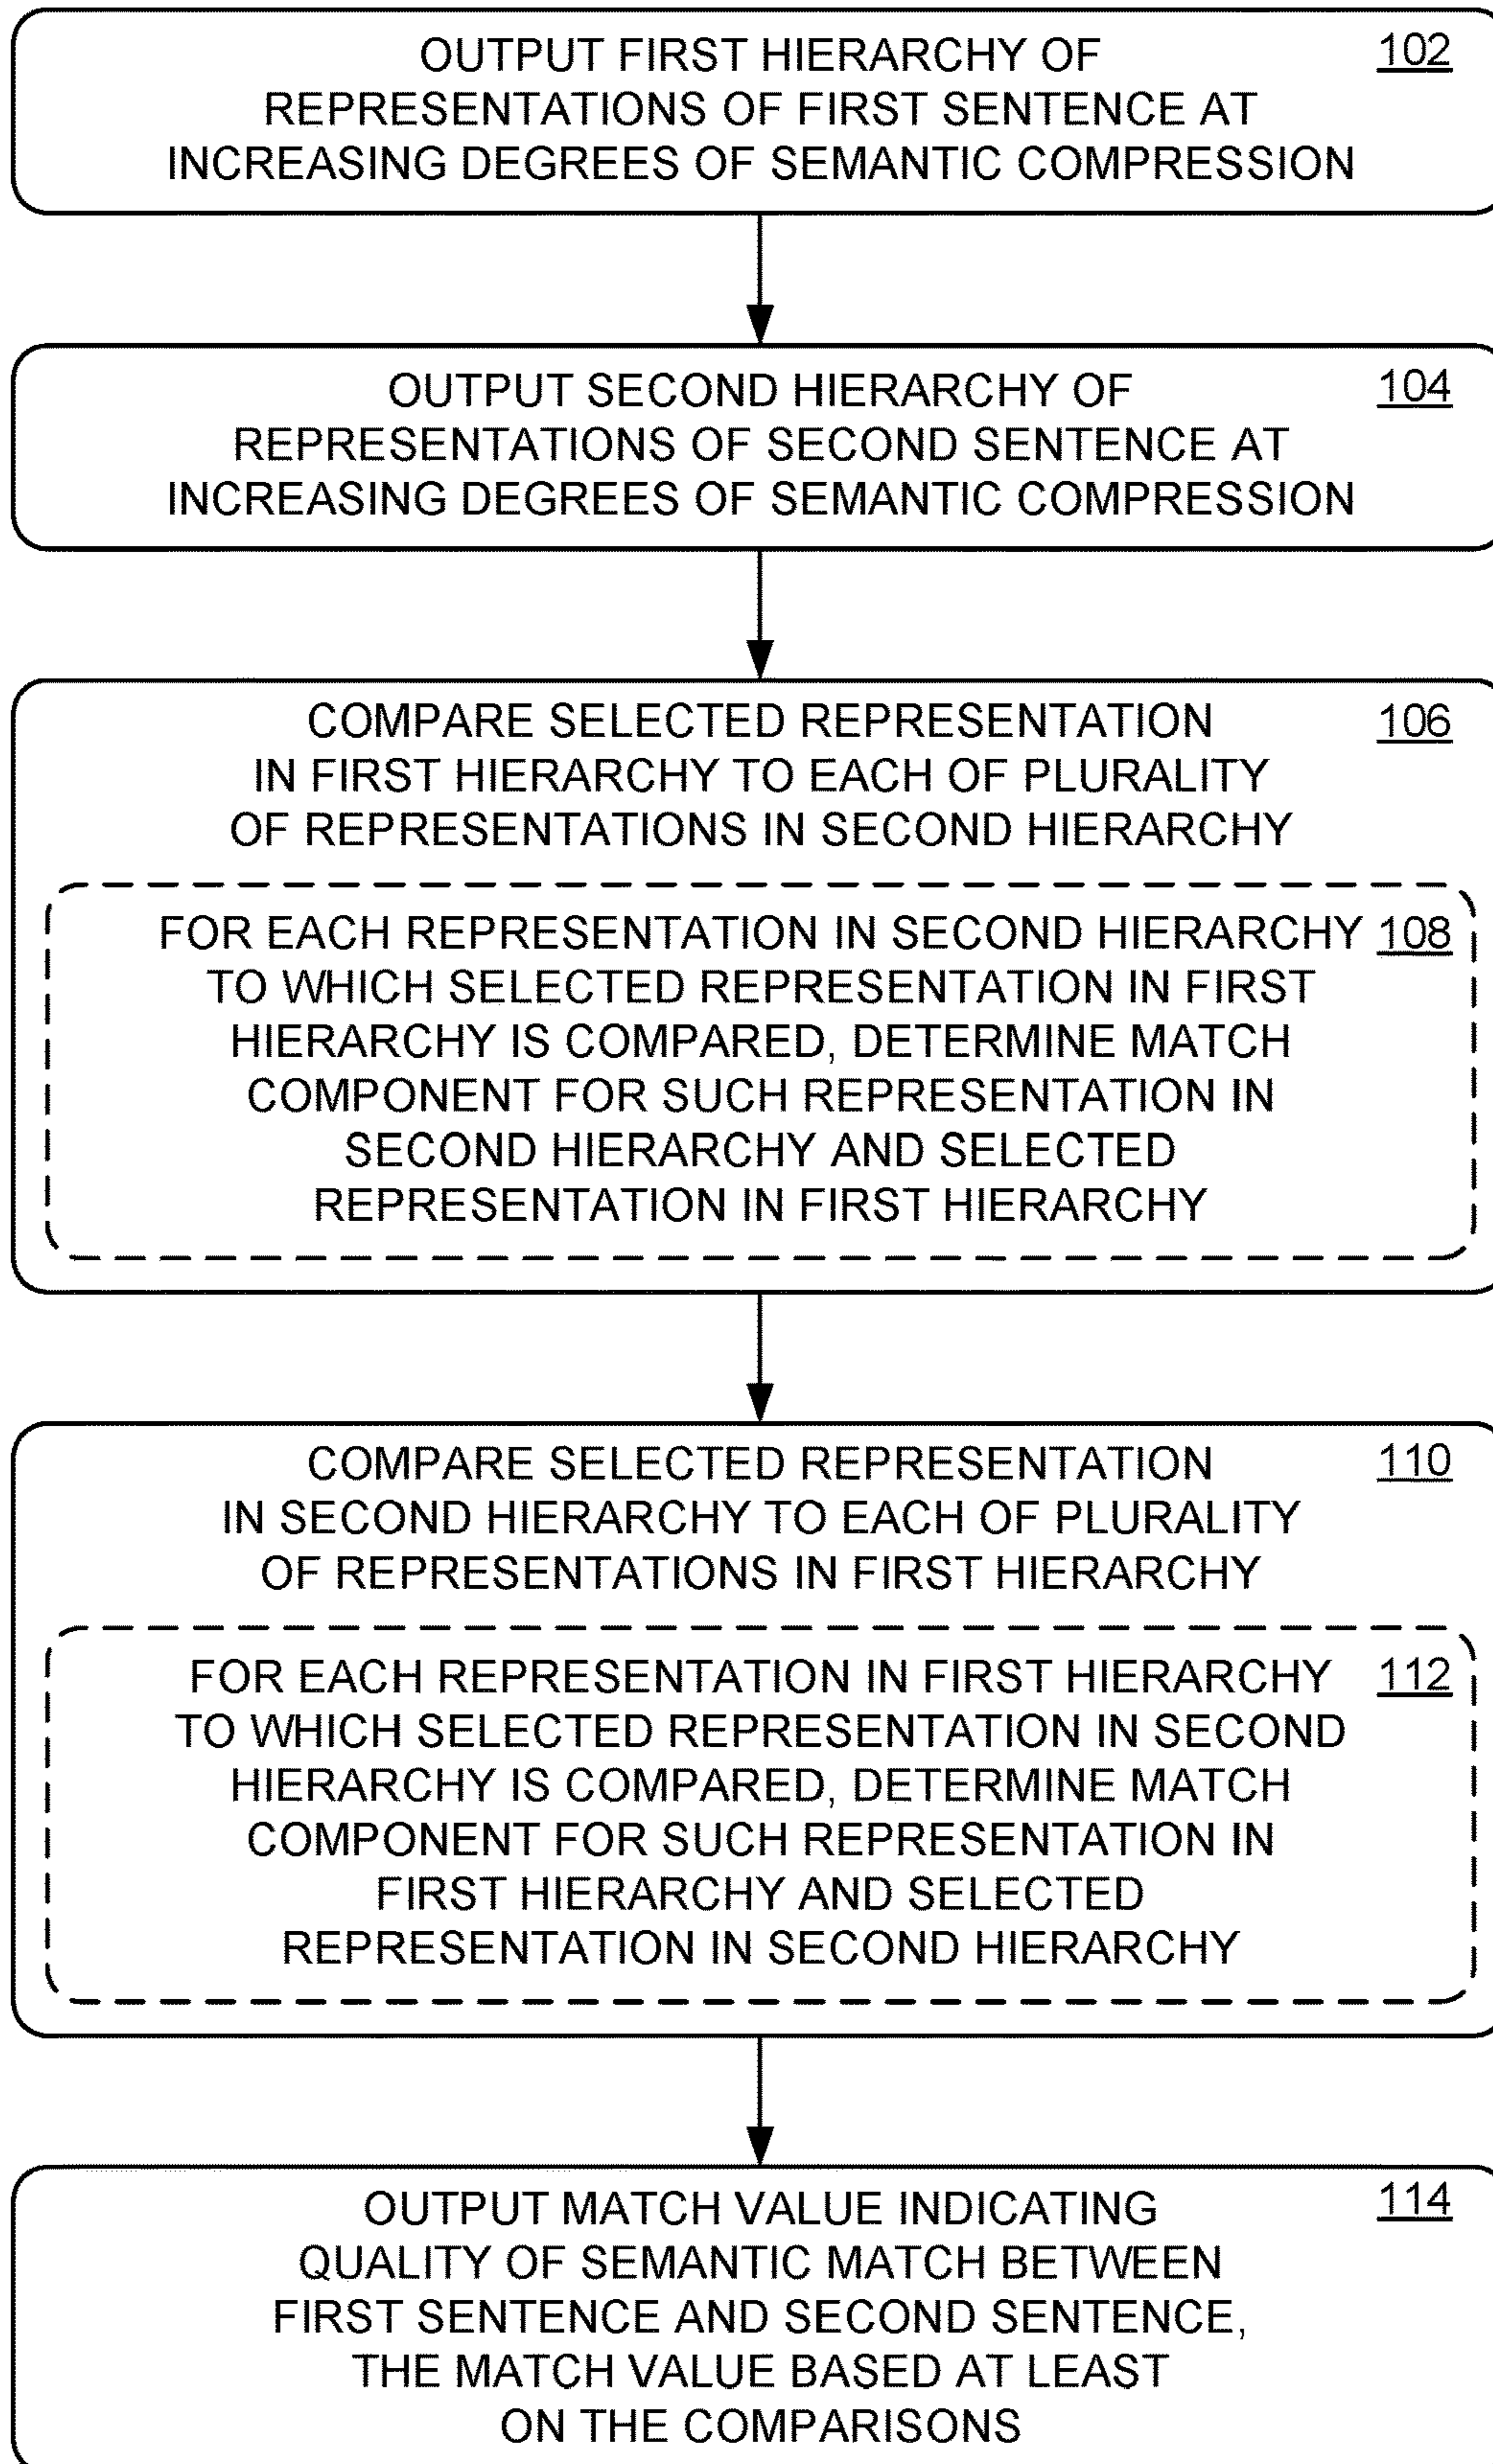 OUTPUT FIRST HIERARCHY OF 102
REPRESENTATIONS OF FIRST SENTENCE AT
INCREASING DEGREES OF SEMANTIC COMPRESSION
OUTPUT SECOND HIERARCHY OF 104
REPRESENTATIONS OF SECOND SENTENCE AT
INCREASING DEGREES OF SEMANTIC COMPRESSION
COMPARE SELECTED REPRESENTATION 106
IN FIRST HIERARCHY TO EACH OF PLURALITY
OF REPRESENTATIONS IN SECOND HIERARCHY
FOR EACH REPRESENTATION IN SECOND HIERARCHY 108
TO WHICH SELECTED REPRESENTATION IN FIRST
HIERARCHY IS COMPARED, DETERMINE MATCH
COMPONENT FOR SUCH REPRESENTATION IN
SECOND HIERARCHY AND SELECTED
REPRESENTATION IN FIRST HIERARCHY
COMPARE SELECTED REPRESENTATION 110
IN SECOND HIERARCHY TO EACH OF PLURALITY
OF REPRESENTATIONS IN FIRST HIERARCHY
FOR EACH REPRESENTATION IN FIRST HIERARCHY 112
TO WHICH SELECTED REPRESENTATION IN SECOND
HIERARCHY IS COMPARED, DETERMINE MATCH
COMPONENT FOR SUCH REPRESENTATION IN
FIRST HIERARCHY AND SELECTED
REPRESENTATION IN SECOND HIERARCHY
OUTPUT MATCH VALUE INDICATING 114
QUALITY OF SEMANTIC MATCH BETWEEN
FIRST SENTENCE AND SECOND SENTENCE,
THE MATCH VALUE BASED AT LEAST
ON THE COMPARISONS